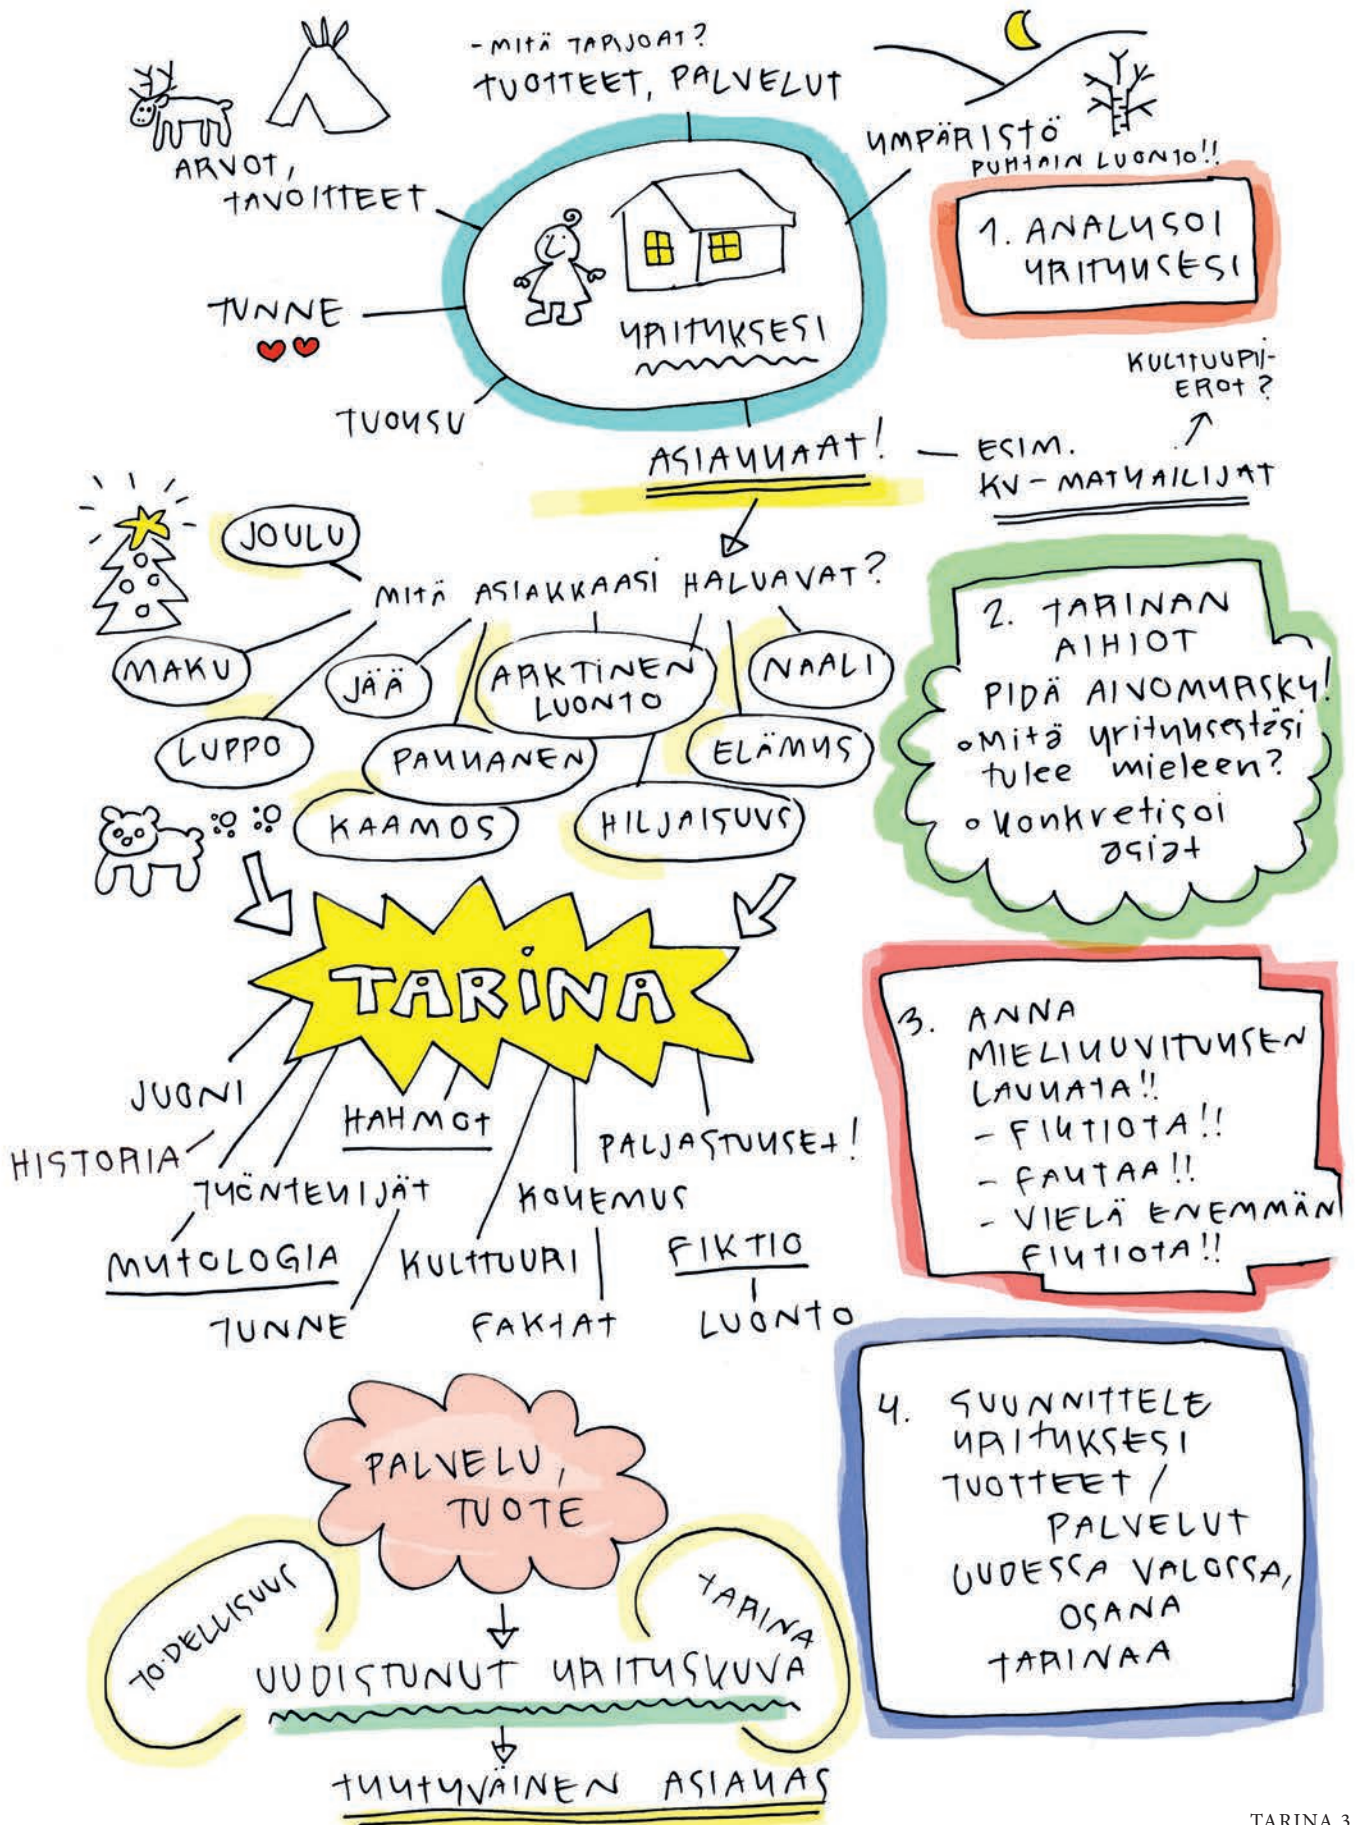 - MITÄ TARJOAT?
TUOTTEET, PALVELUT
ARVOT,
TAVOITTEET
YMPÄRISTÖ
PUHTAIN LUONTO!!
1. ANALYSOI
YRITYKSESI
TUNNE
YRITYKSESI
TUOKSU
KULTTUURI-
EROT?
ASIAKKAAT! — ESIM.
KV-MATKAILIJAT
JOULU
MITÄ ASIAKKAASI HALUAVAT?
MAKU
JÄÄ
ARKTINEN
LUONTO
NAALI
LUPPO
PAKKANEN
ELÄMUS
KAAMOS
HILJAISUUS
2. TARINAN
AIHIOT
PIDÄ AIVOMYRSKY!
• Mitä yrityksestäsi
tulee mieleen?
• Konkretisoi
asiat
TARINA
3. ANNA
MIELIKUVITUKSEN
LAUKATA!!
- FIKTIOTA!!
- FAKTAA!!
- VIELÄ ENEMMÄN
FIKTIOTA!!
JUONI
HAHMOT
PALJASTUKSET!
HISTORIA
TYÖNTEKIJÄT
KOKEMUS
MYTOLOGIA
KULTTUURI
FIKTIO
TUNNE
FAKTAT
LUONTO
4. SUUNNITTELE
YRITYKSESI
TUOTTEET /
PALVELUT
UUDESSA VALOSSA,
OSANA
TARINAA
PALVELU,
TUOTE
TODELLISUUS
TARINA
UUDISTUNUT YRITYSKUVA
TYYTYVÄINEN ASIAKAS
TARINA 3